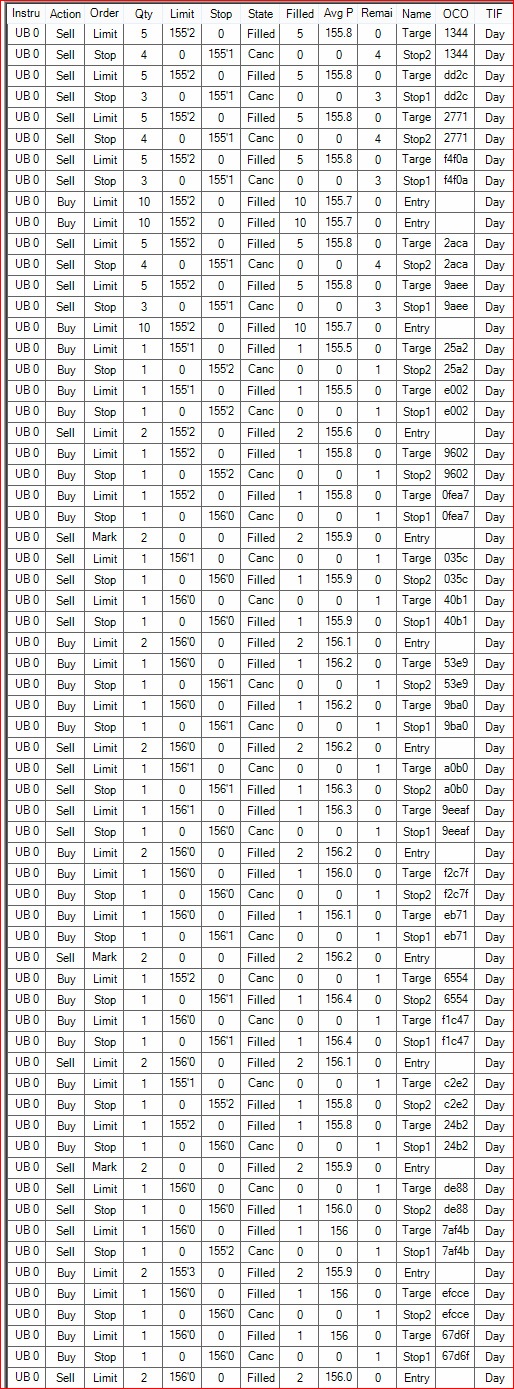 Instru Action Order Qty Limit Stop State Filled Avg P Remai Name OCO TIF
UB 0 Sell Limit 5 155'2 0 Filled 5 155.8 0 Targe 1344 Day
UB 0 Sell Stop 4 0 155'1 Canc 0 0 4 Stop2 1344 Day
UB 0 Sell Limit 5 155'2 0 Filled 5 155.8 0 Targe dd2c Day
UB 0 Sell Stop 3 0 155'1 Canc 0 0 3 Stop1 dd2c Day
UB 0 Sell Limit 5 155'2 0 Filled 5 155.8 0 Targe 2771 Day
UB 0 Sell Stop 4 0 155'1 Canc 0 0 4 Stop2 2771 Day
UB 0 Sell Limit 5 155'2 0 Filled 5 155.8 0 Targe f4f0a Day
UB 0 Sell Stop 3 0 155'1 Canc 0 0 3 Stop1 f4f0a Day
UB 0 Buy Limit 10 155'2 0 Filled 10 155.7 0 Entry Day
UB 0 Buy Limit 10 155'2 0 Filled 10 155.7 0 Entry Day
UB 0 Sell Limit 5 155'2 0 Filled 5 155.8 0 Targe 2aca Day
UB 0 Sell Stop 4 0 155'1 Canc 0 0 4 Stop2 2aca Day
UB 0 Sell Limit 5 155'2 0 Filled 5 155.8 0 Targe 9aee Day
UB 0 Sell Stop 3 0 155'1 Canc 0 0 3 Stop1 9aee Day
UB 0 Buy Limit 10 155'2 0 Filled 10 155.7 0 Entry Day
UB 0 Buy Limit 1 155'1 0 Filled 1 155.5 0 Targe 25a2 Day
UB 0 Buy Stop 1 0 155'2 Canc 0 0 1 Stop2 25a2 Day
UB 0 Buy Limit 1 155'1 0 Filled 1 155.5 0 Targe e002 Day
UB 0 Buy Stop 1 0 155'2 Canc 0 0 1 Stop1 e002 Day
UB 0 Sell Limit 2 155'2 0 Filled 2 155.6 0 Entry Day
UB 0 Buy Limit 1 155'2 0 Filled 1 155.8 0 Targe 9602 Day
UB 0 Buy Stop 1 0 155'2 Canc 0 0 1 Stop2 9602 Day
UB 0 Buy Limit 1 155'2 0 Filled 1 155.8 0 Targe 0fea7 Day
UB 0 Buy Stop 1 0 156'0 Canc 0 0 1 Stop1 0fea7 Day
UB 0 Sell Mark 2 0 0 Filled 2 155.9 0 Entry Day
UB 0 Sell Limit 1 156'1 0 Canc 0 0 1 Targe 035c Day
UB 0 Sell Stop 1 0 156'0 Filled 1 155.9 0 Stop2 035c Day
UB 0 Sell Limit 1 156'0 0 Canc 0 0 1 Targe 40b1 Day
UB 0 Sell Stop 1 0 156'0 Filled 1 155.9 0 Stop1 40b1 Day
UB 0 Buy Limit 2 156'0 0 Filled 2 156.1 0 Entry Day
UB 0 Buy Limit 1 156'0 0 Filled 1 156.2 0 Targe 53e9 Day
UB 0 Buy Stop 1 0 156'1 Canc 0 0 1 Stop2 53e9 Day
UB 0 Buy Limit 1 156'0 0 Filled 1 156.2 0 Targe 9ba0 Day
UB 0 Buy Stop 1 0 156'1 Canc 0 0 1 Stop1 9ba0 Day
UB 0 Sell Limit 2 156'0 0 Filled 2 156.2 0 Entry Day
UB 0 Sell Limit 1 156'1 0 Canc 0 0 1 Targe a0b0 Day
UB 0 Sell Stop 1 0 156'1 Filled 1 156.3 0 Stop2 a0b0 Day
UB 0 Sell Limit 1 156'1 0 Filled 1 156.3 0 Targe 9eeaf Day
UB 0 Sell Stop 1 0 156'0 Canc 0 0 1 Stop1 9eeaf Day
UB 0 Buy Limit 2 156'0 0 Filled 2 156.2 0 Entry Day
UB 0 Buy Limit 1 156'0 0 Filled 1 156.0 0 Targe f2c7f Day
UB 0 Buy Stop 1 0 156'0 Canc 0 0 1 Stop2 f2c7f Day
UB 0 Buy Limit 1 156'0 0 Filled 1 156.1 0 Targe eb71 Day
UB 0 Buy Stop 1 0 156'1 Canc 0 0 1 Stop1 eb71 Day
UB 0 Sell Mark 2 0 0 Filled 2 156.2 0 Entry Day
UB 0 Buy Limit 1 155'2 0 Canc 0 0 1 Targe 6554 Day
UB 0 Buy Stop 1 0 156'1 Filled 1 156.4 0 Stop2 6554 Day
UB 0 Buy Limit 1 156'0 0 Canc 0 0 1 Targe f1c47 Day
UB 0 Buy Stop 1 0 156'1 Filled 1 156.4 0 Stop1 f1c47 Day
UB 0 Sell Limit 2 156'0 0 Filled 2 156.1 0 Entry Day
UB 0 Buy Limit 1 155'1 0 Canc 0 0 1 Targe c2e2 Day
UB 0 Buy Stop 1 0 155'2 Filled 1 155.8 0 Stop2 c2e2 Day
UB 0 Buy Limit 1 155'2 0 Filled 1 155.8 0 Targe 24b2 Day
UB 0 Buy Stop 1 0 156'0 Canc 0 0 1 Stop1 24b2 Day
UB 0 Sell Mark 2 0 0 Filled 2 155.9 0 Entry Day
UB 0 Sell Limit 1 156'0 0 Canc 0 0 1 Targe de88 Day
UB 0 Sell Stop 1 0 156'0 Filled 1 156.0 0 Stop2 de88 Day
UB 0 Sell Limit 1 156'0 0 Filled 1 156 0 Targe 7af4b Day
UB 0 Sell Stop 1 0 155'2 Canc 0 0 1 Stop1 7af4b Day
UB 0 Buy Limit 2 155'3 0 Filled 2 155.9 0 Entry Day
UB 0 Buy Limit 1 156'0 0 Filled 1 156 0 Targe efcce Day
UB 0 Buy Stop 1 0 156'0 Canc 0 0 1 Stop2 efcce Day
UB 0 Buy Limit 1 156'0 0 Filled 1 156 0 Targe 67d6f Day
UB 0 Buy Stop 1 0 156'0 Canc 0 0 1 Stop1 67d6f Day
UB 0 Sell Limit 2 156'0 0 Filled 2 156.0 0 Entry Day